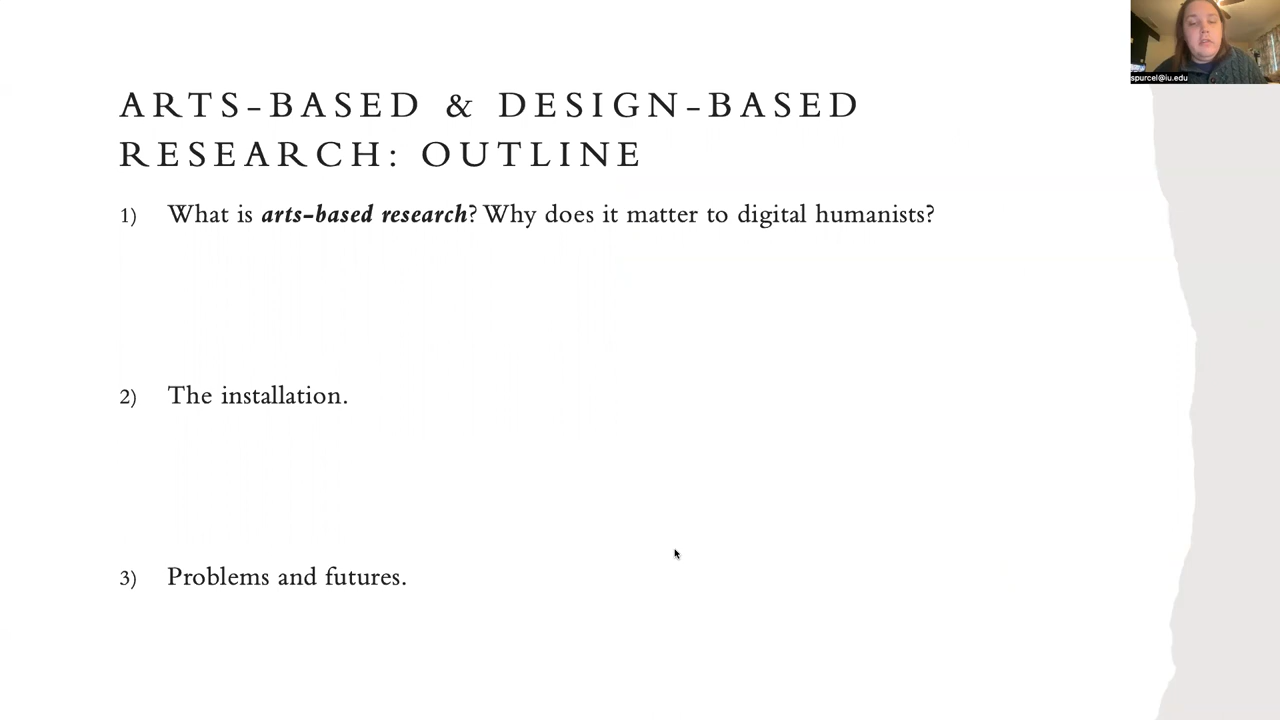 spurcel@iu.edu
ARTS-BASED & DESIGN-BASED
RESEARCH: OUTLINE
1) What is arts-based research? Why does it matter to digital humanists?
2) The installation.
3) Problems and futures.